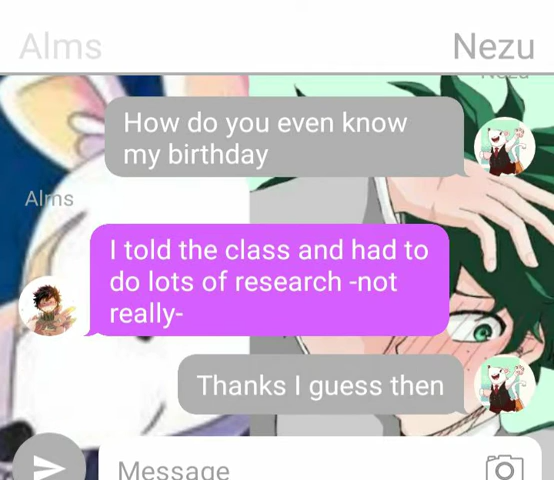 Alms
Nezu
Nezu
How do you even know
my birthday
Alms
I told the class and had to
do lots of research -not
really-
Thanks I guess then
Message